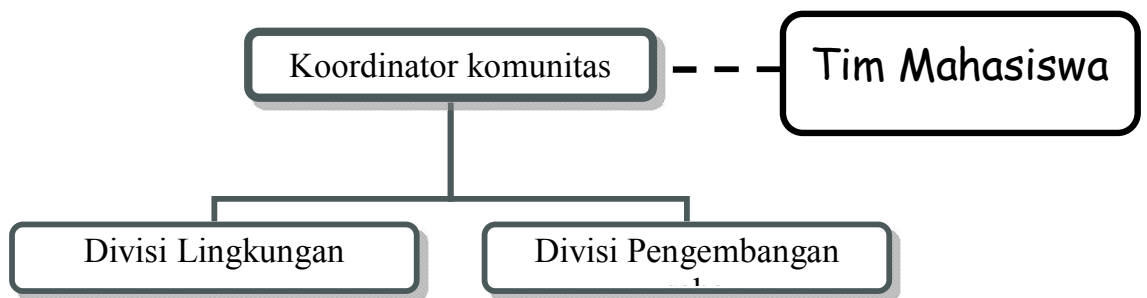 Koordinator komunitas
Tim Mahasiswa
Divisi Lingkungan
Divisi Pengembangan